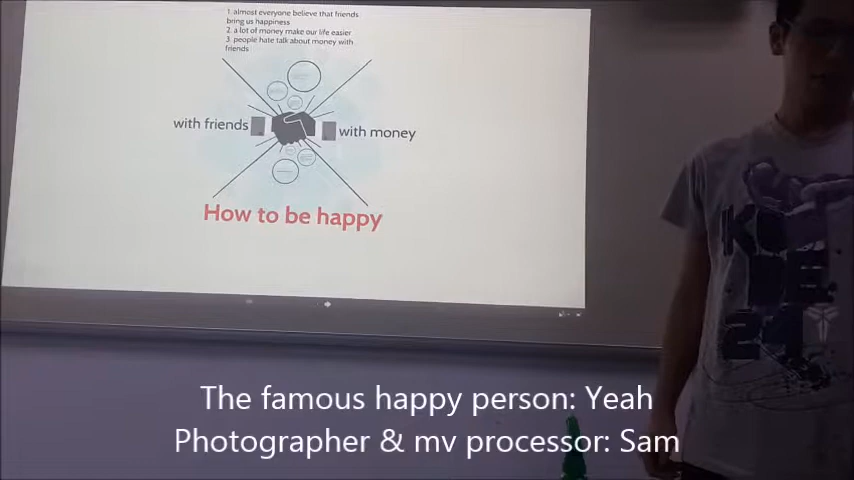 1. almost everyone believe that friends
bring us happiness
2. a lot of money make our life easier
3. people hate talk about money with
friends
with friends
with money
How to be happy
The famous happy person: Yeah
Photographer & mv processor: Sam